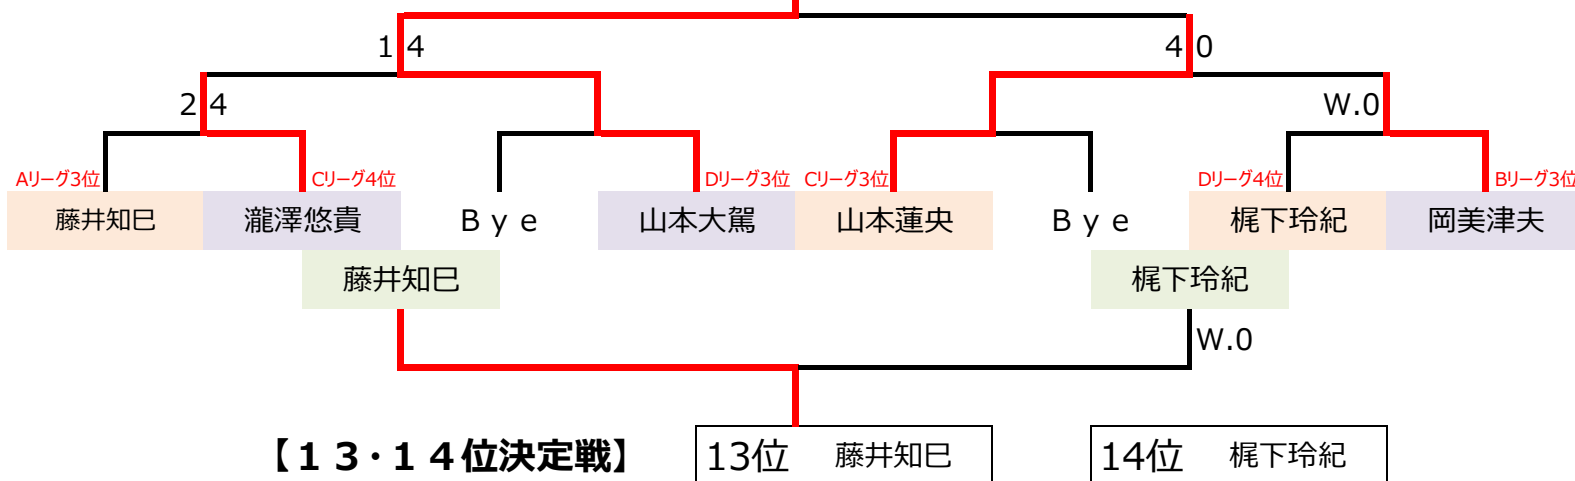 1 4 4 0
2 4 W.0
Aリーグ3位 Cリーグ4位 Dリーグ3位 Cリーグ3位 Dリーグ4位 Bリーグ3位
藤井知巳 瀧澤悠貴 Ｂｙｅ 山本大駕 山本蓮央 Ｂｙｅ 梶下玲紀 岡美津夫
藤井知巳 梶下玲紀
W.0
【１３・１４位決定戦】 13位 藤井知巳 14位 梶下玲紀